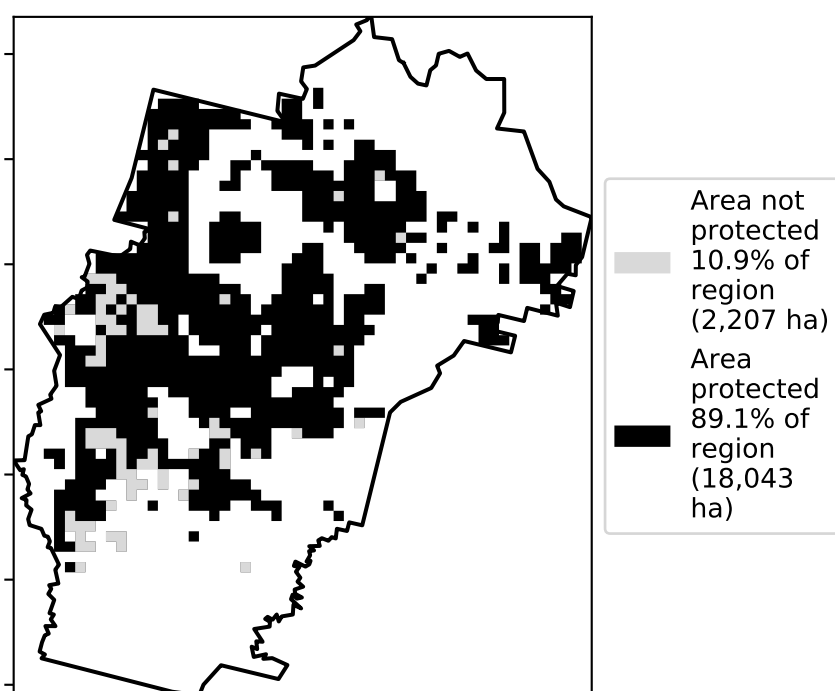 Area not
protected
10.9% of
region
(2,207 ha)
Area
protected
89.1% of
region
(18,043
ha)